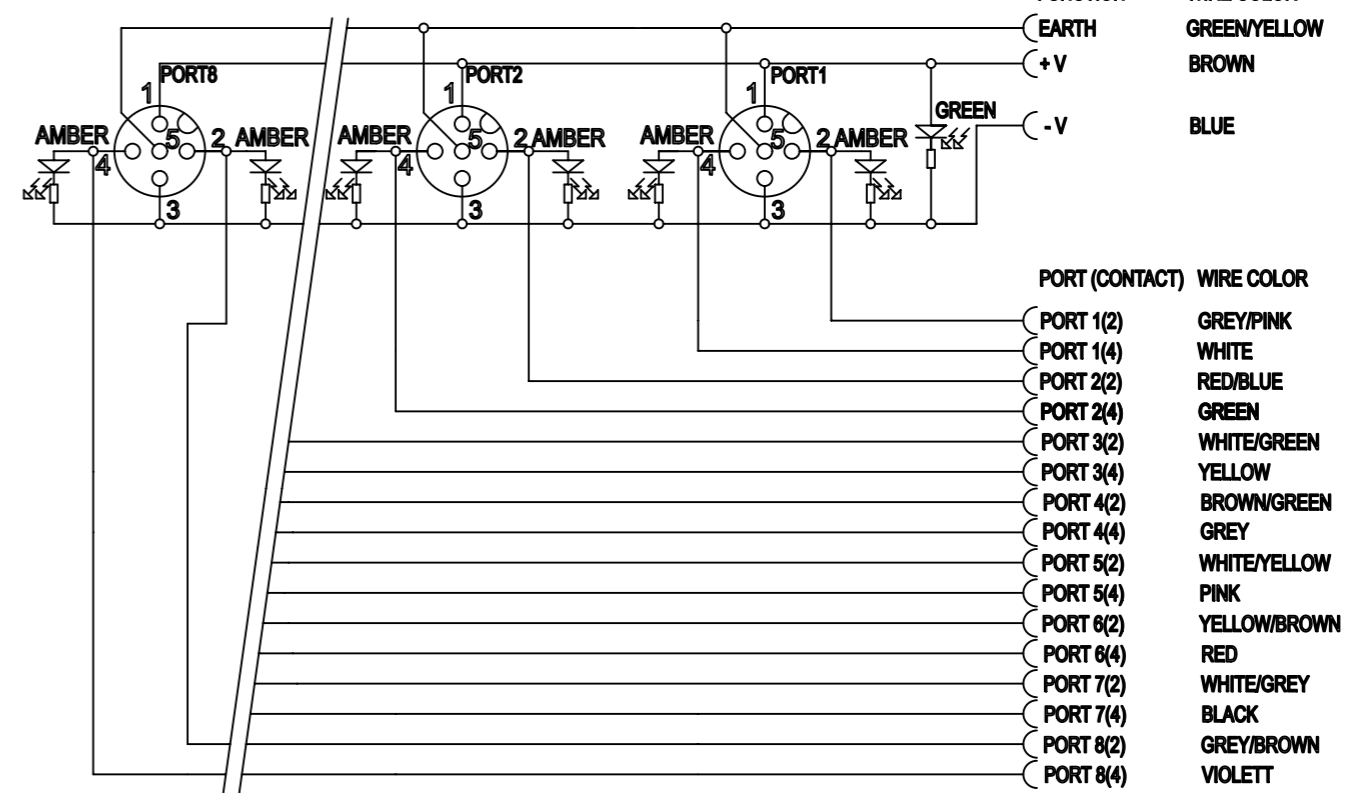 EARTH GREEN/YELLOW
+ V BROWN
PORT8 PORT2 PORT1
1 1 1
GREEN
- V BLUE
AMBER 5 2 AMBER AMBER 5 2 AMBER AMBER 5 2 AMBER
4 4 4
3 3 3
PORT (CONTACT) WIRE COLOR
PORT 1(2) GREY/PINK
PORT 1(4) WHITE
PORT 2(2) RED/BLUE
PORT 2(4) GREEN
PORT 3(2) WHITE/GREEN
PORT 3(4) YELLOW
PORT 4(2) BROWN/GREEN
PORT 4(4) GREY
PORT 5(2) WHITE/YELLOW
PORT 5(4) PINK
PORT 6(2) YELLOW/BROWN
PORT 6(4) RED
PORT 7(2) WHITE/GREY
PORT 7(4) BLACK
PORT 8(2) GREY/BROWN
PORT 8(4) VIOLETT